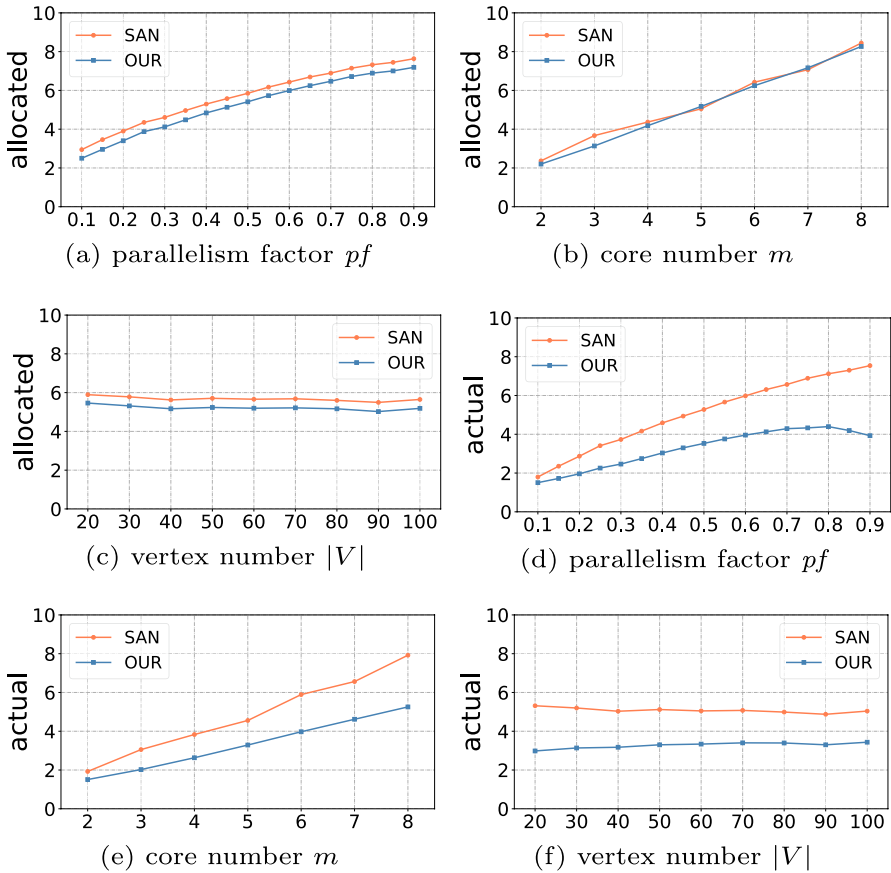 10
8
6
4
2
0
allocated
SAN
OUR
0.1 0.2 0.3 0.4 0.5 0.6 0.7 0.8 0.9
(a) parallelism factor pf
10
8
6
4
2
0
allocated
SAN
OUR
2 3 4 5 6 7 8
(b) core number m
10
8
6
4
2
0
allocated
SAN
OUR
20 30 40 50 60 70 80 90 100
(c) vertex number |V|
10
8
6
4
2
0
actual
SAN
OUR
0.1 0.2 0.3 0.4 0.5 0.6 0.7 0.8 0.9
(d) parallelism factor pf
10
8
6
4
2
0
actual
SAN
OUR
2 3 4 5 6 7 8
(e) core number m
10
8
6
4
2
0
actual
SAN
OUR
20 30 40 50 60 70 80 90 100
(f) vertex number |V|